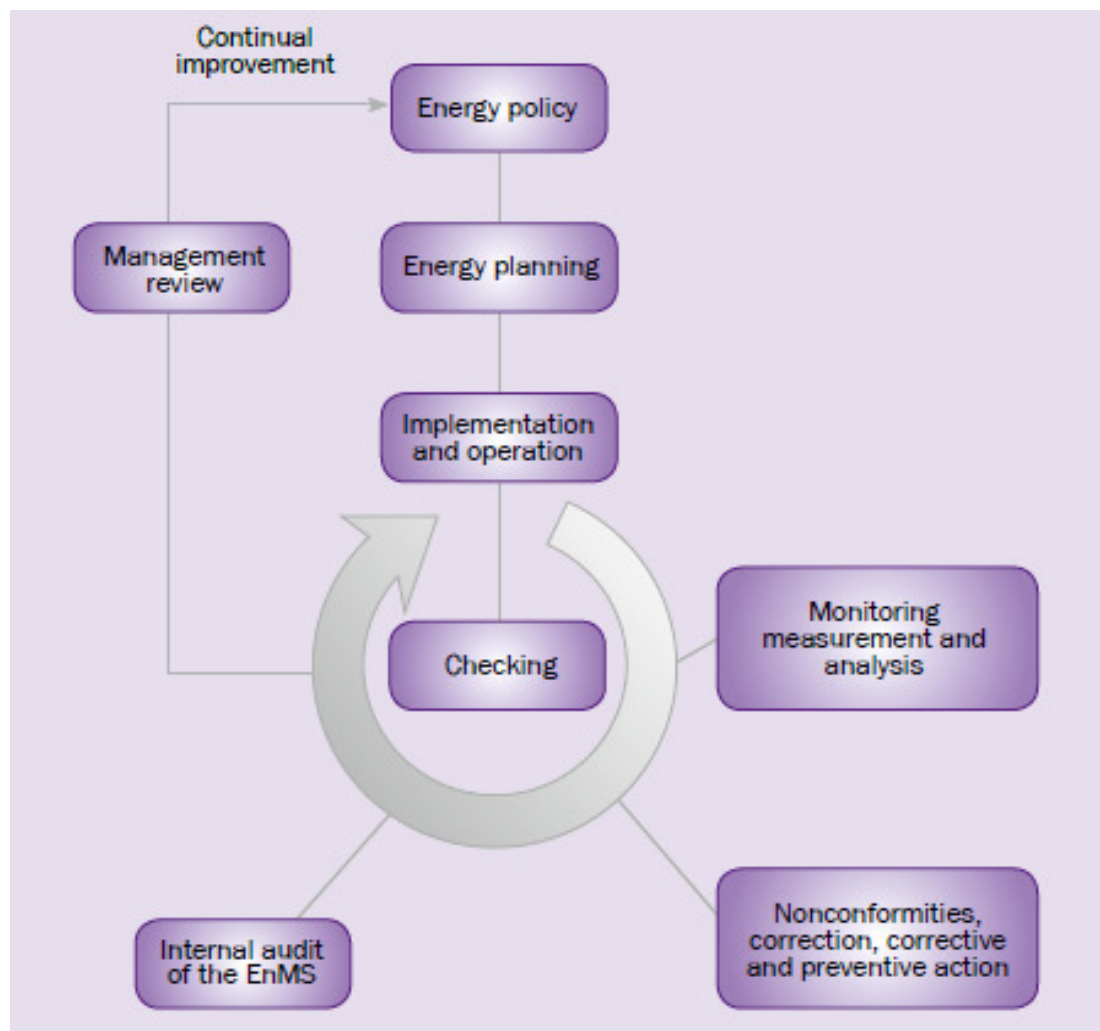 Continual
improvement
Energy policy
Management
review
Energy planning
Implementation
and operation
Checking
Monitoring
measurement and
analysis
Internal audit
of the EnMS
Nonconformities,
correction, corrective
and preventive action